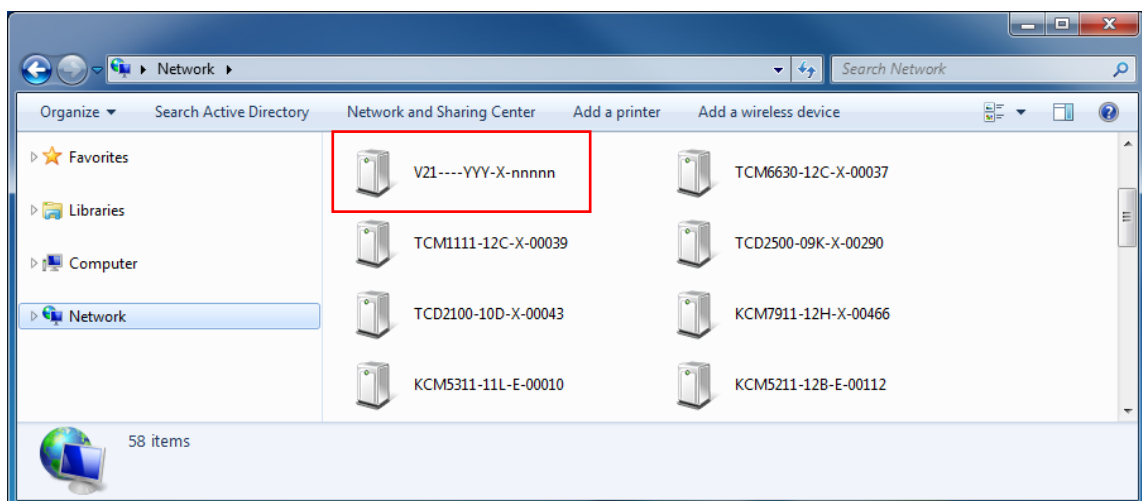 Network
Search Network
Organize Search Active Directory Network and Sharing Center Add a printer Add a wireless device
Favorites
Libraries
Computer
Network
V21----YYY-X-nnnnn TCM6630-12C-X-00037
TCM1111-12C-X-00039 TCD2500-09K-X-00290
TCD2100-10D-X-00043 KCM7911-12H-X-00466
KCM5311-11L-E-00010 KCM5211-12B-E-00112
58 items